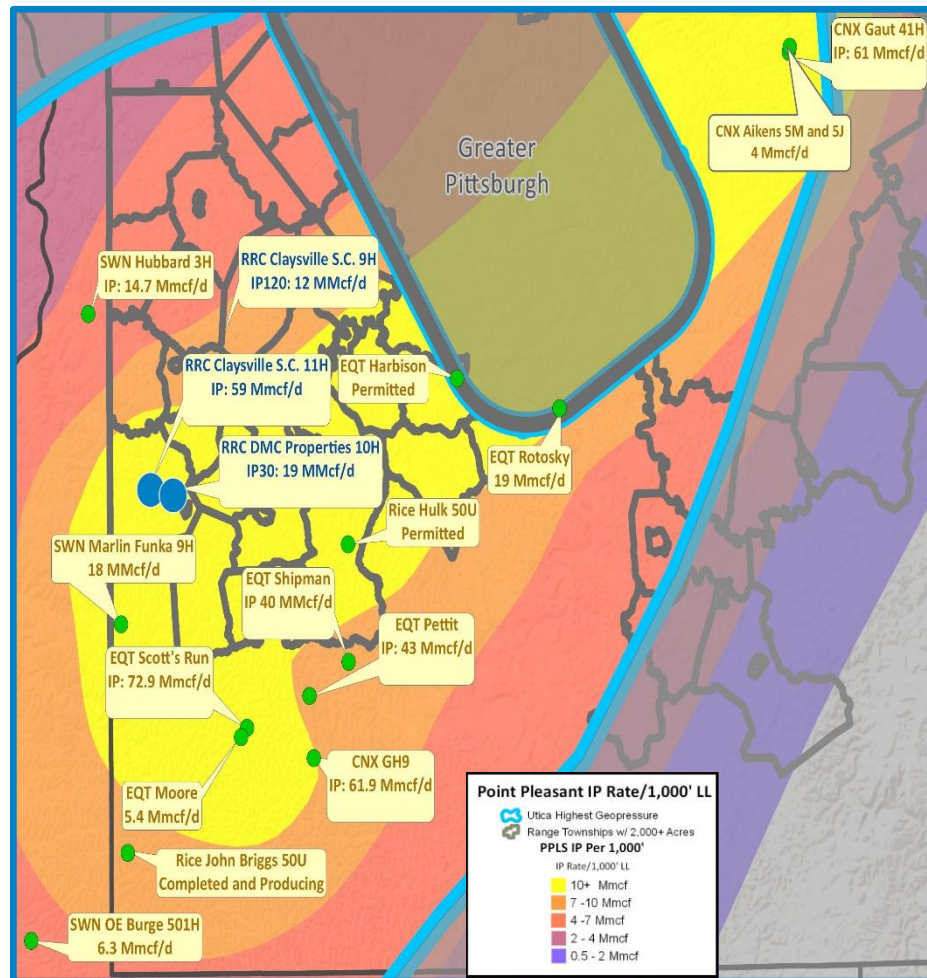 CNX Gaut 41H
IP: 61 Mmcf/d
CNX Aikens 5M and 5J
4 Mmcf/d
Greater
Pittsburgh
SWN Hubbard 3H
IP: 14.7 Mmcf/d
RRC Claysville S.C. 9H
IP120: 12 MMcf/d
RRC Claysville S.C. 11H
IP: 59 Mmcf/d
EQT Harbison
Permitted
RRC DMC Properties 10H
IP30: 19 MMcf/d
EQT Rotosky
19 Mmcf/d
Rice Hulk 50U
Permitted
SWN Marlin Funka 9H
18 MMcf/d
EQT Shipman
IP 40 MMcf/d
EQT Pettit
IP: 43 Mmcf/d
EQT Scott's Run
IP: 72.9 Mmcf/d
CNX GH9
IP: 61.9 Mmcf/d
EQT Moore
5.4 Mmcf/d
Rice John Briggs 50U
Completed and Producing
SWN OE Burge 501H
6.3 Mmcf/d
Point Pleasant IP Rate/1,000' LL
Utica Highest Geopressure
Range Townships w/ 2,000+ Acres
PPLS IP Per 1,000'
IP Rate/1,000' LL
10+ Mmcf
7 -10 Mmcf
4 -7 Mmcf
2 - 4 Mmcf
0.5 - 2 Mmcf